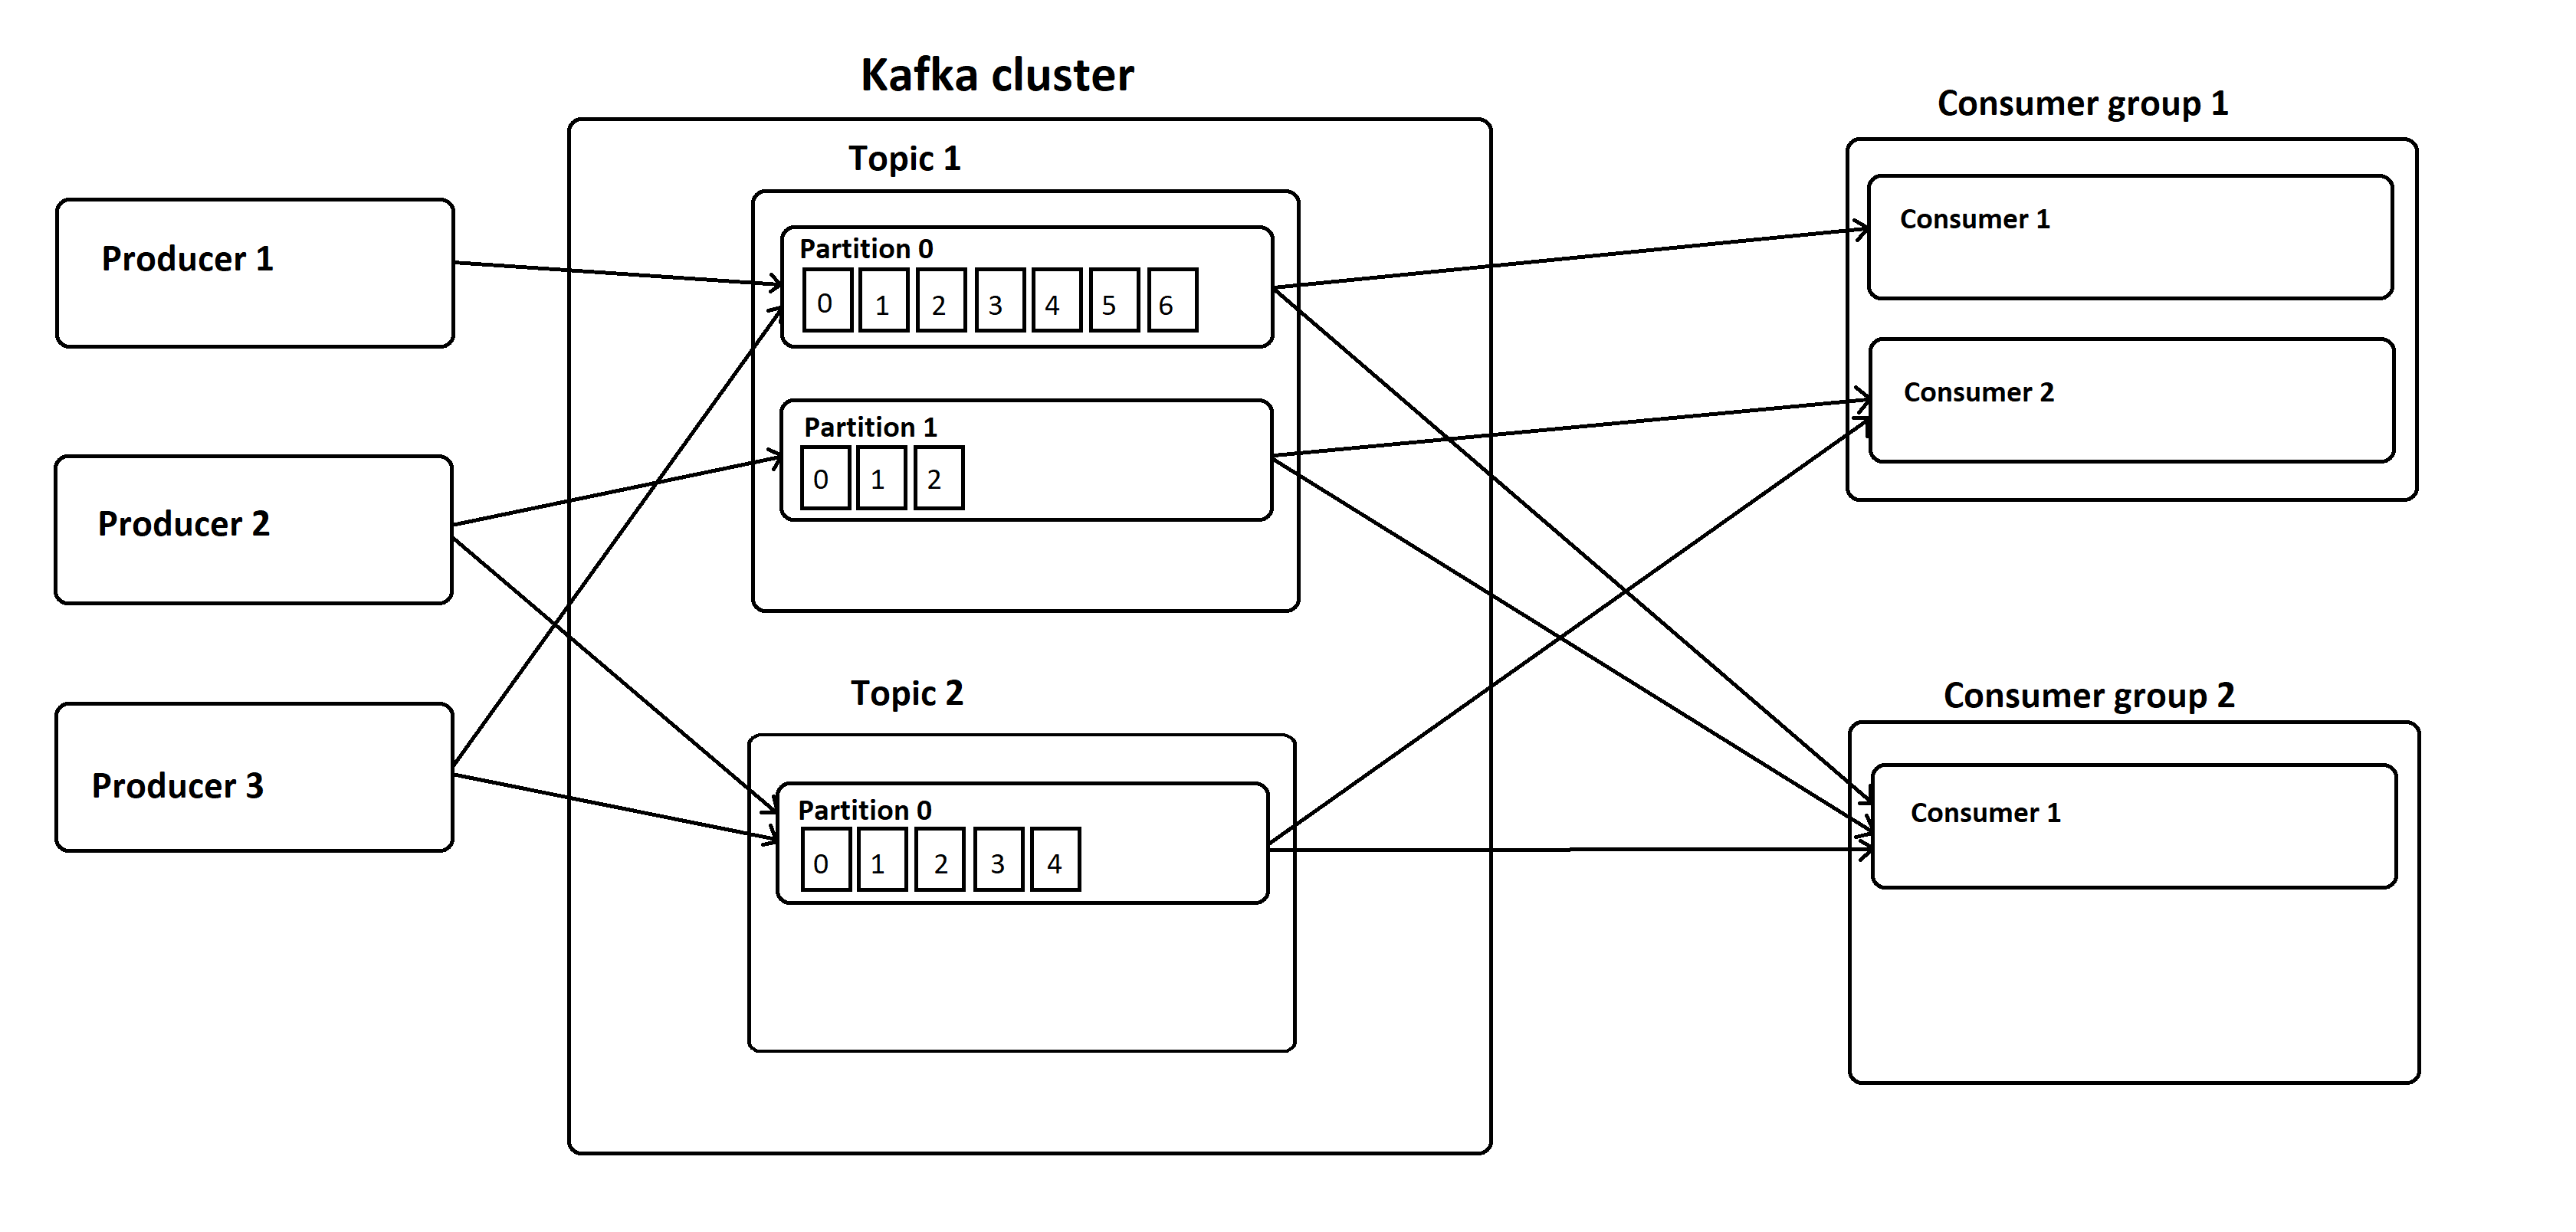 Kafka cluster
Consumer group 1
Topic 1
Producer 1
Partition 0
0 1 2 3 4 5 6
Consumer 1
Partition 1
0 1 2
Consumer 2
Producer 2
Topic 2
Consumer group 2
Producer 3
Partition 0
0 1 2 3 4
Consumer 1